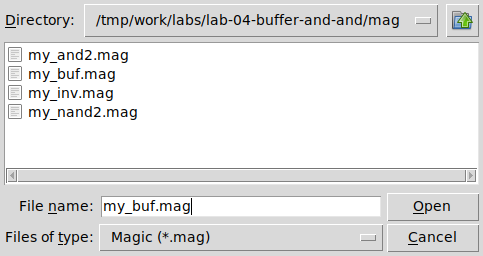 Directory: /tmp/work/labs/lab-04-buffer-and-and/mag
my_and2.mag
my_buf.mag
my_inv.mag
my_nand2.mag
File name: my_buf.mag Open
Files of type: Magic (*.mag) Cancel